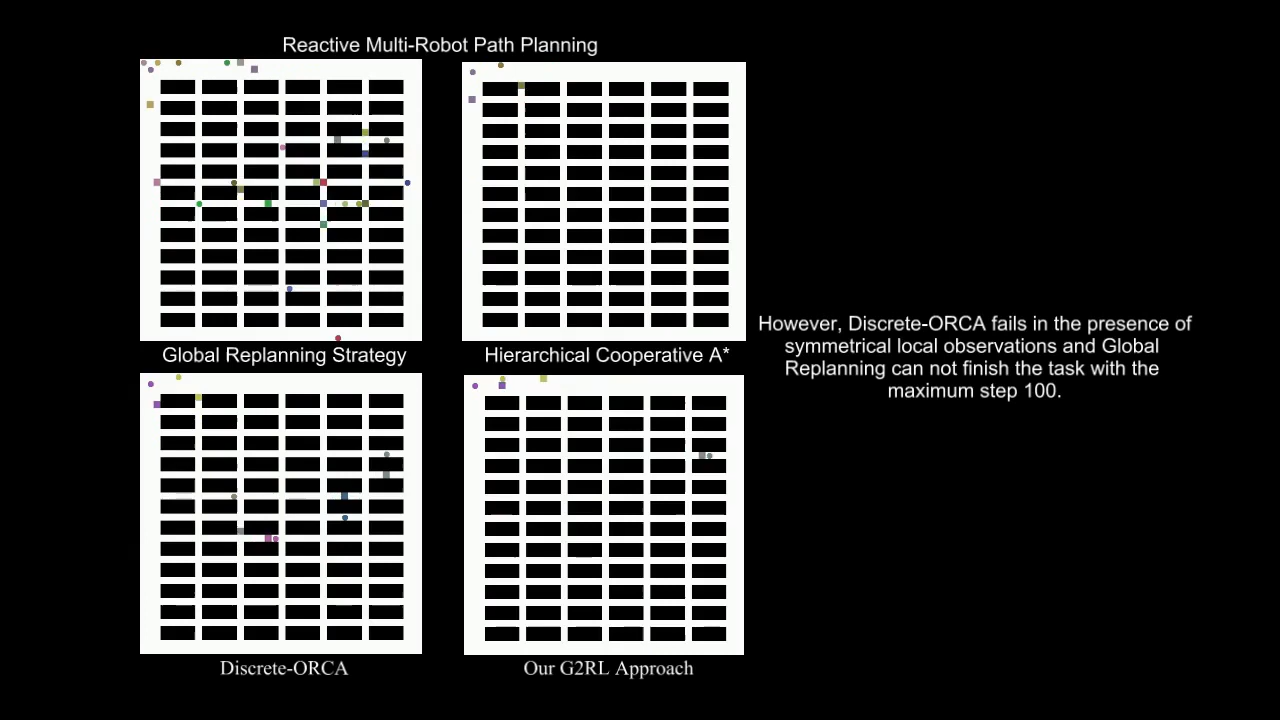 Reactive Multi-Robot Path Planning
Global Replanning Strategy
Hierarchical Cooperative A*
However, Discrete-ORCA fails in the presence of
symmetrical local observations and Global
Replanning can not finish the task with the
maximum step 100.
Discrete-ORCA
Our G2RL Approach